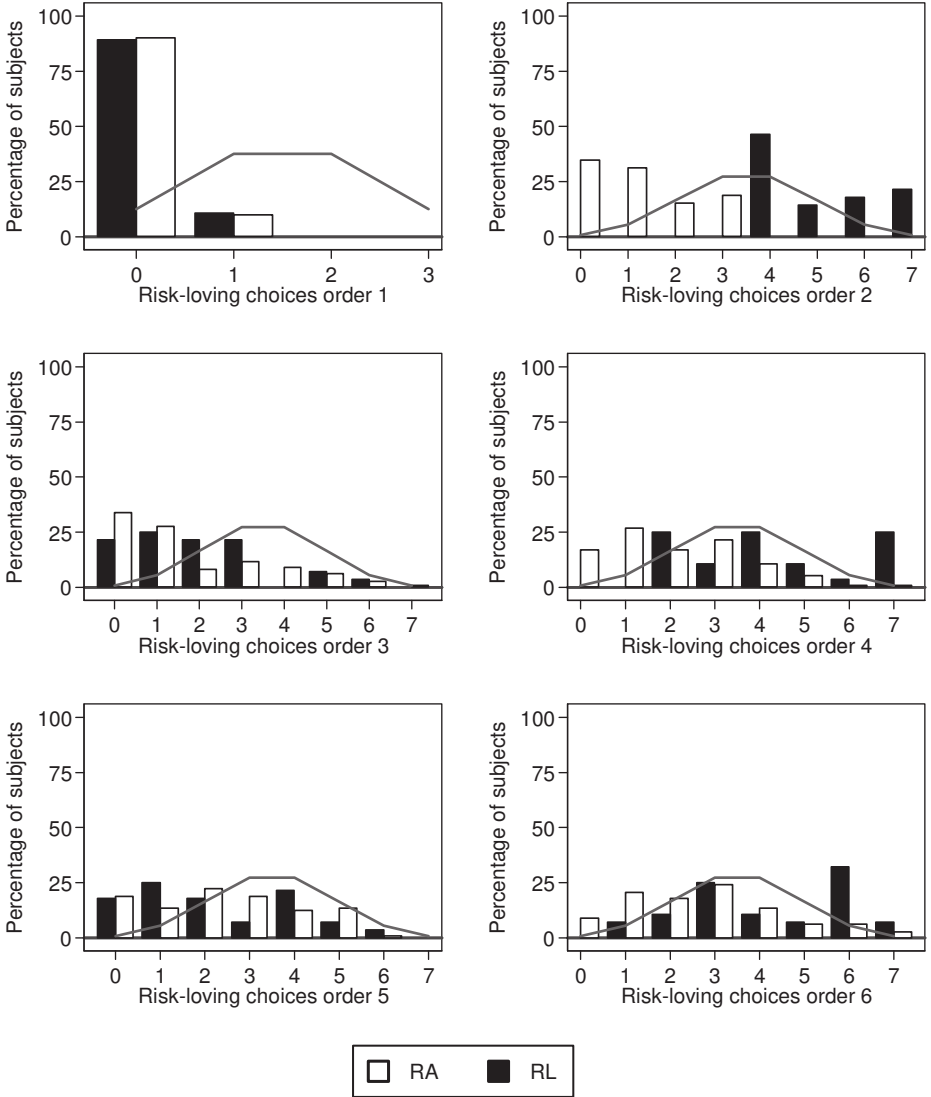 Percentage of subjects
100
75
50
25
0
0 1 2 3
Risk-loving choices order 1
Percentage of subjects
100
75
50
25
0
0 1 2 3 4 5 6 7
Risk-loving choices order 2
Percentage of subjects
100
75
50
25
0
0 1 2 3 4 5 6 7
Risk-loving choices order 3
Percentage of subjects
100
75
50
25
0
0 1 2 3 4 5 6 7
Risk-loving choices order 4
Percentage of subjects
100
75
50
25
0
0 1 2 3 4 5 6 7
Risk-loving choices order 5
Percentage of subjects
100
75
50
25
0
0 1 2 3 4 5 6 7
Risk-loving choices order 6
RA RL